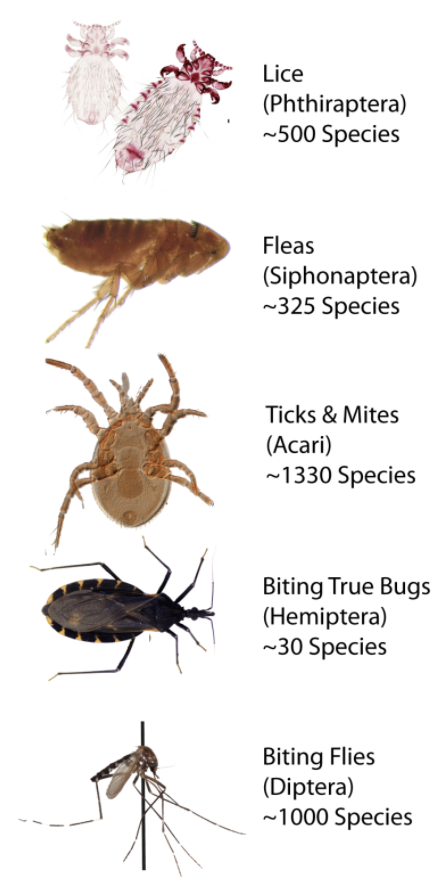 Lice
(Phthiraptera)
~500 Species
Fleas
(Siphonaptera)
~325 Species
Ticks & Mites
(Acari)
~1330 Species
Biting True Bugs
(Hemiptera)
~30 Species
Biting Flies
(Diptera)
~1000 Species